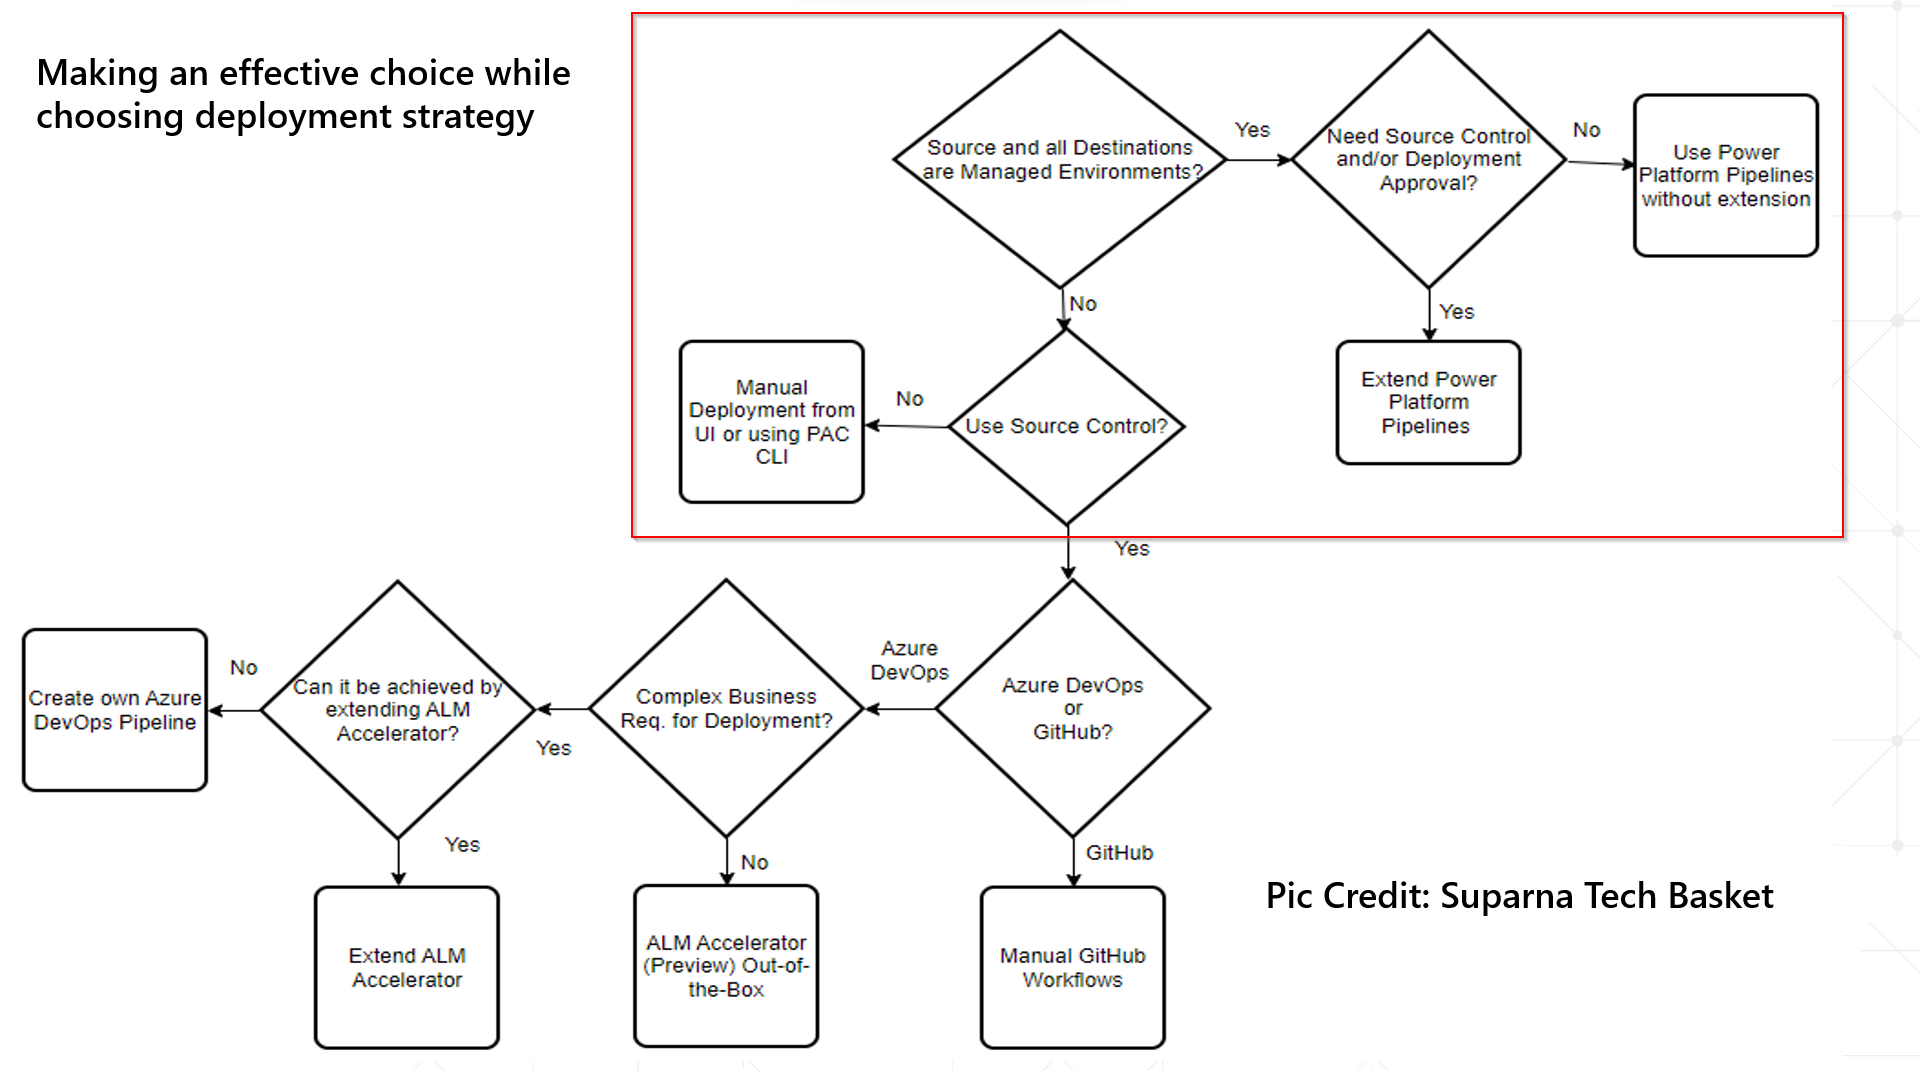 Making an effective choice while
choosing deployment strategy
Source and all Destinations
are Managed Environments?
Yes
Need Source Control
and/or Deployment
Approval?
No
Use Power
Platform Pipelines
without extension
No
Yes
Manual
Deployment from
UI or using PAC
CLI
No
Use Source Control?
Extend Power
Platform
Pipelines
Yes
Create own Azure
DevOps Pipeline
No
Can it be achieved by
extending ALM
Accelerator?
Yes
Complex Business
Req. for Deployment?
Azure
DevOps
Azure DevOps
or
GitHub?
Yes
No
GitHub
Extend ALM
Accelerator
ALM Accelerator
(Preview) Out-of-
the-Box
Manual GitHub
Workflows
Pic Credit: Suparna Tech Basket